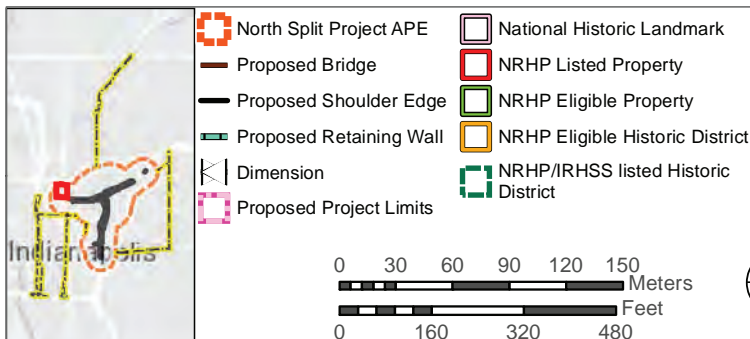 Indianapolis
North Split Project APE
Proposed Bridge
Proposed Shoulder Edge
Proposed Retaining Wall
Dimension
Proposed Project Limits
National Historic Landmark
NRHP Listed Property
NRHP Eligible Property
NRHP Eligible Historic District
NRHP/IRHSS listed Historic
District
0 30 60 90 120 150
Meters
Feet
0 160 320 480